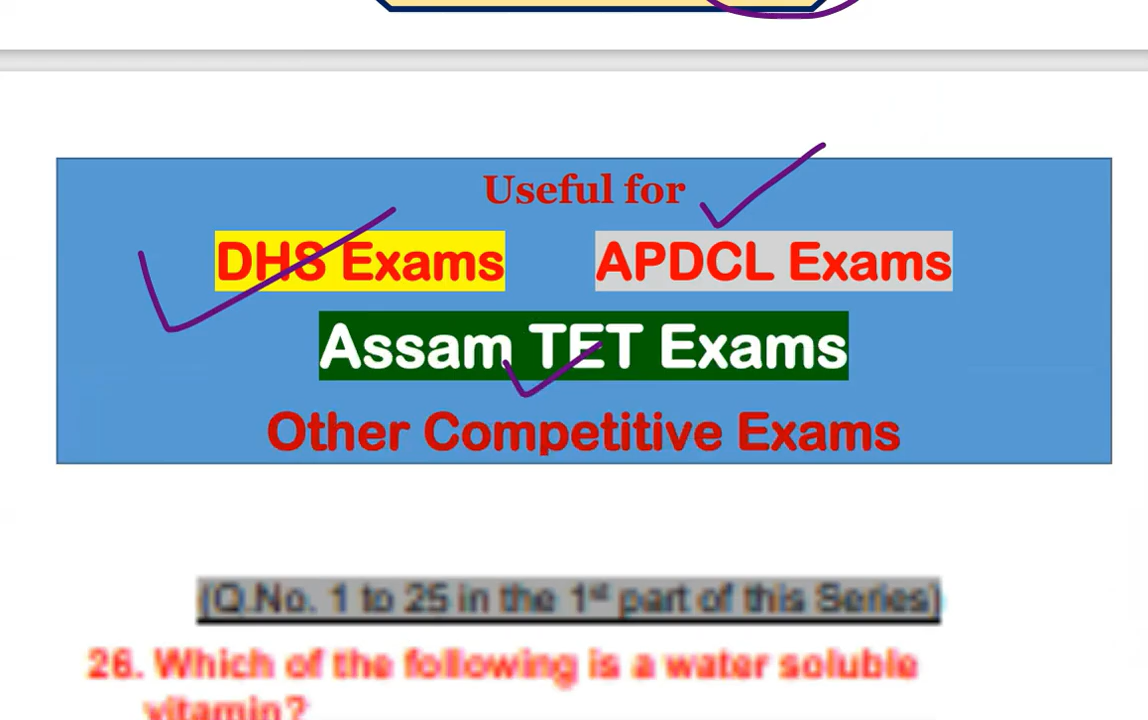 Useful for
DHS Exams APDCL Exams
Assam TET Exams
Other Competitive Exams
(Q.No. 1 to 25 in the 1st part of this Series)
26. Which of the following is a water soluble
vitamin?